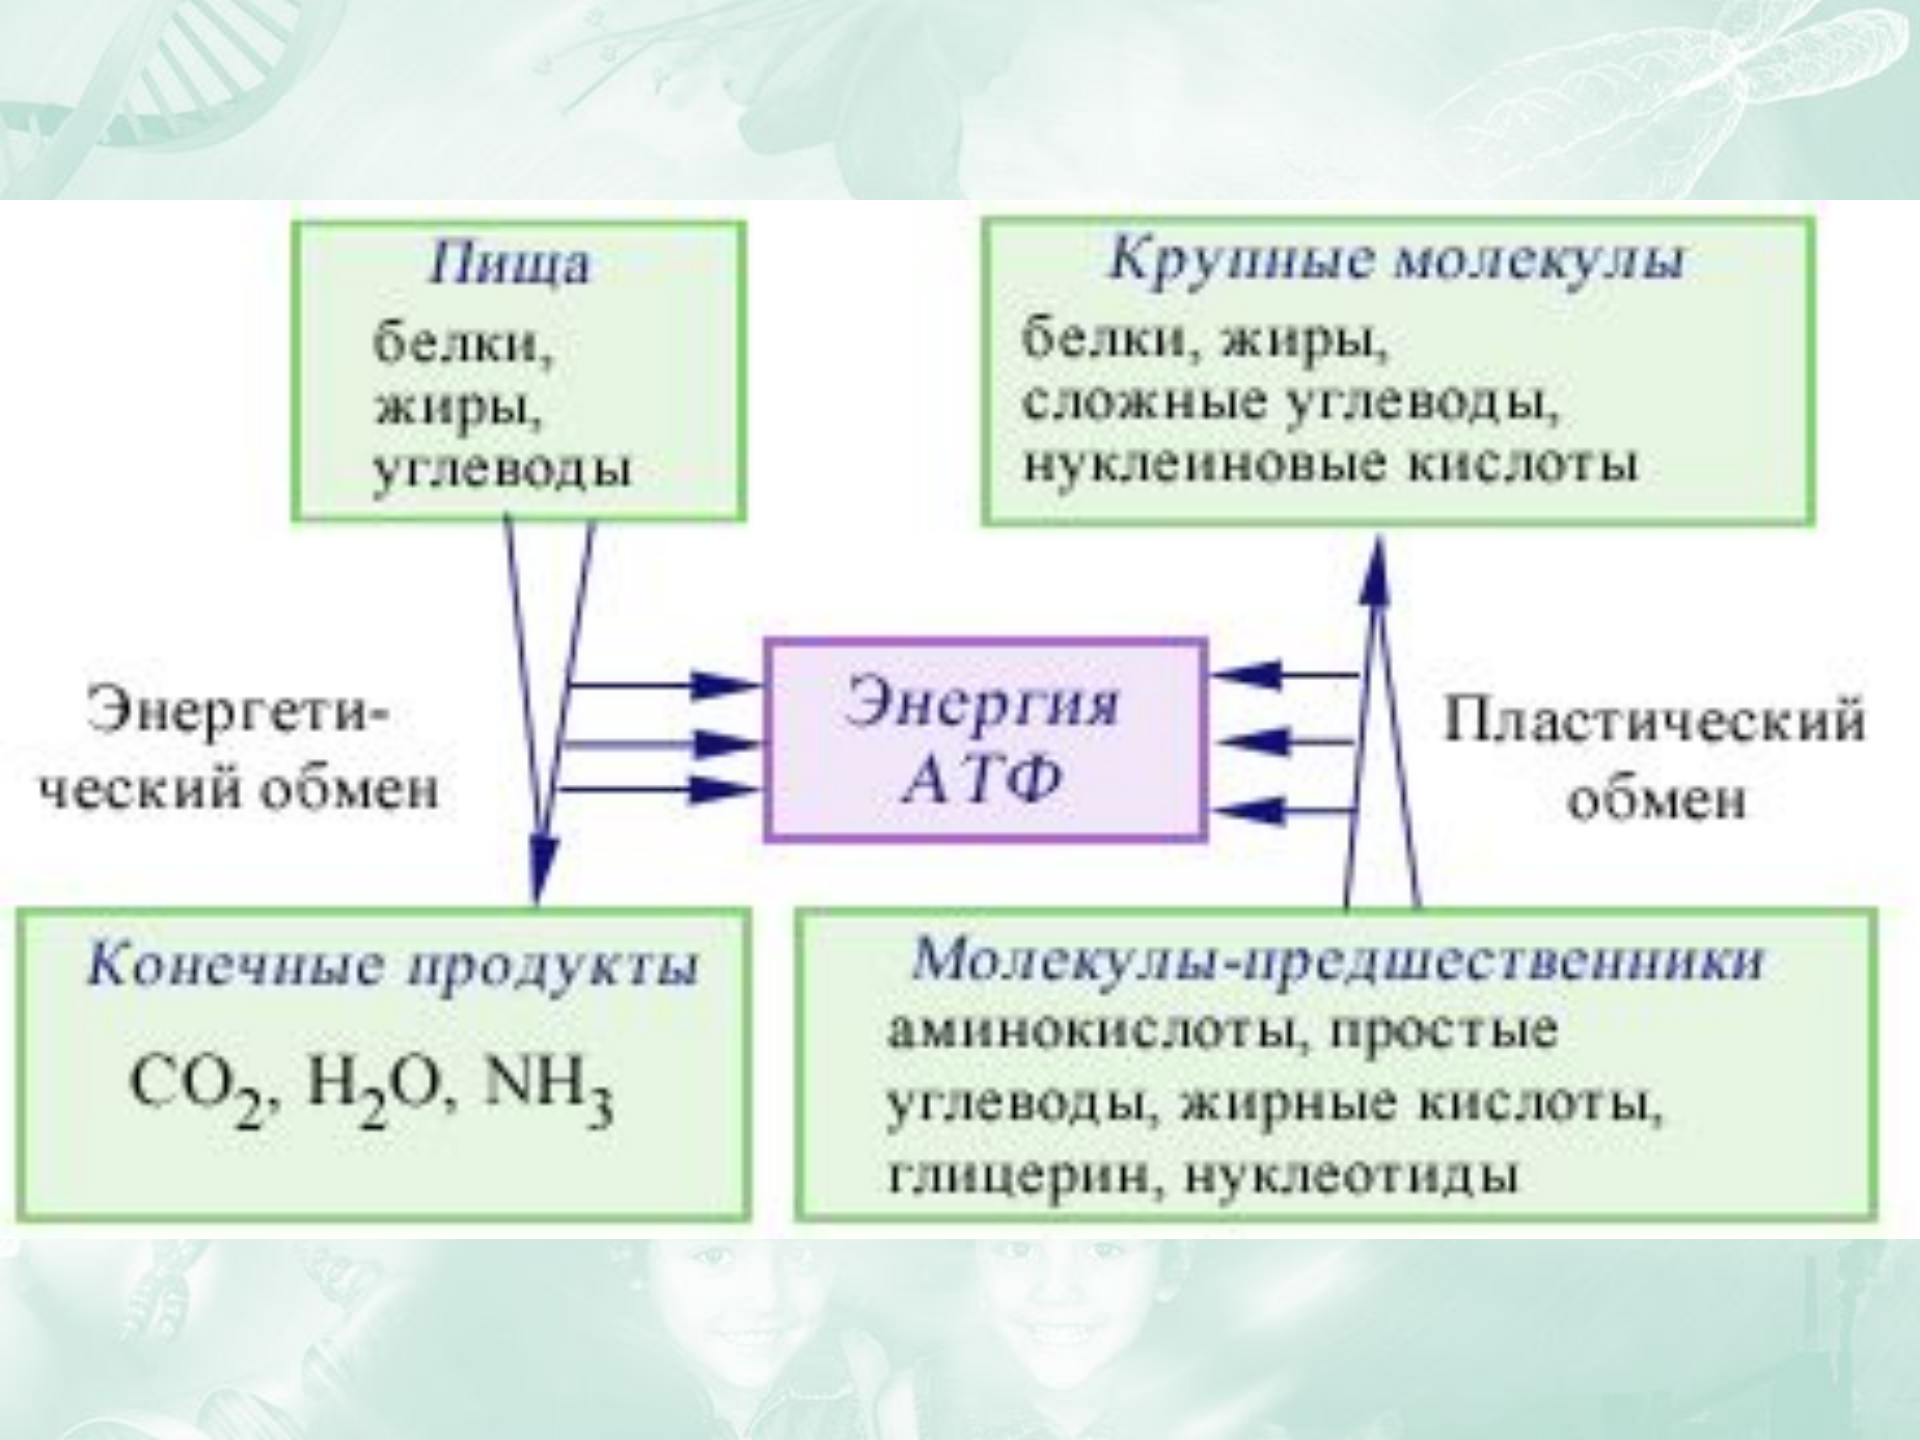 Пища
белки,
жиры,
углеводы
Крупные молекулы
белки, жиры,
сложные углеводы,
нуклеиновые кислоты
Энергети-
ческий обмен
Энергия
АТФ
Пластический
обмен
Конечные продукты
CO₂, H₂O, NH₃
Молекулы-предшественники
аминокислоты, простые
углеводы, жирные кислоты,
глицерин, нуклеотиды